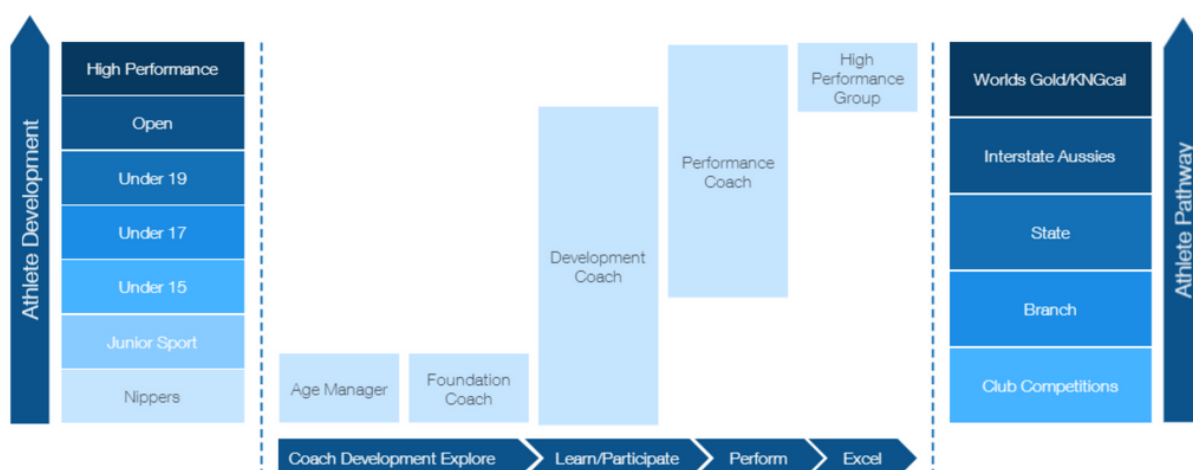 Athlete Development
High Performance
Open
Under 19
Under 17
Under 15
Junior Sport
Nippers
Age Manager
Foundation
Coach
Development
Coach
Performance
Coach
High
Performance
Group
Coach Development Explore
Learn/Participate
Perform
Excel
Worlds Gold/KNGcal
Interstate Aussies
State
Branch
Club Competitions
Athlete Pathway